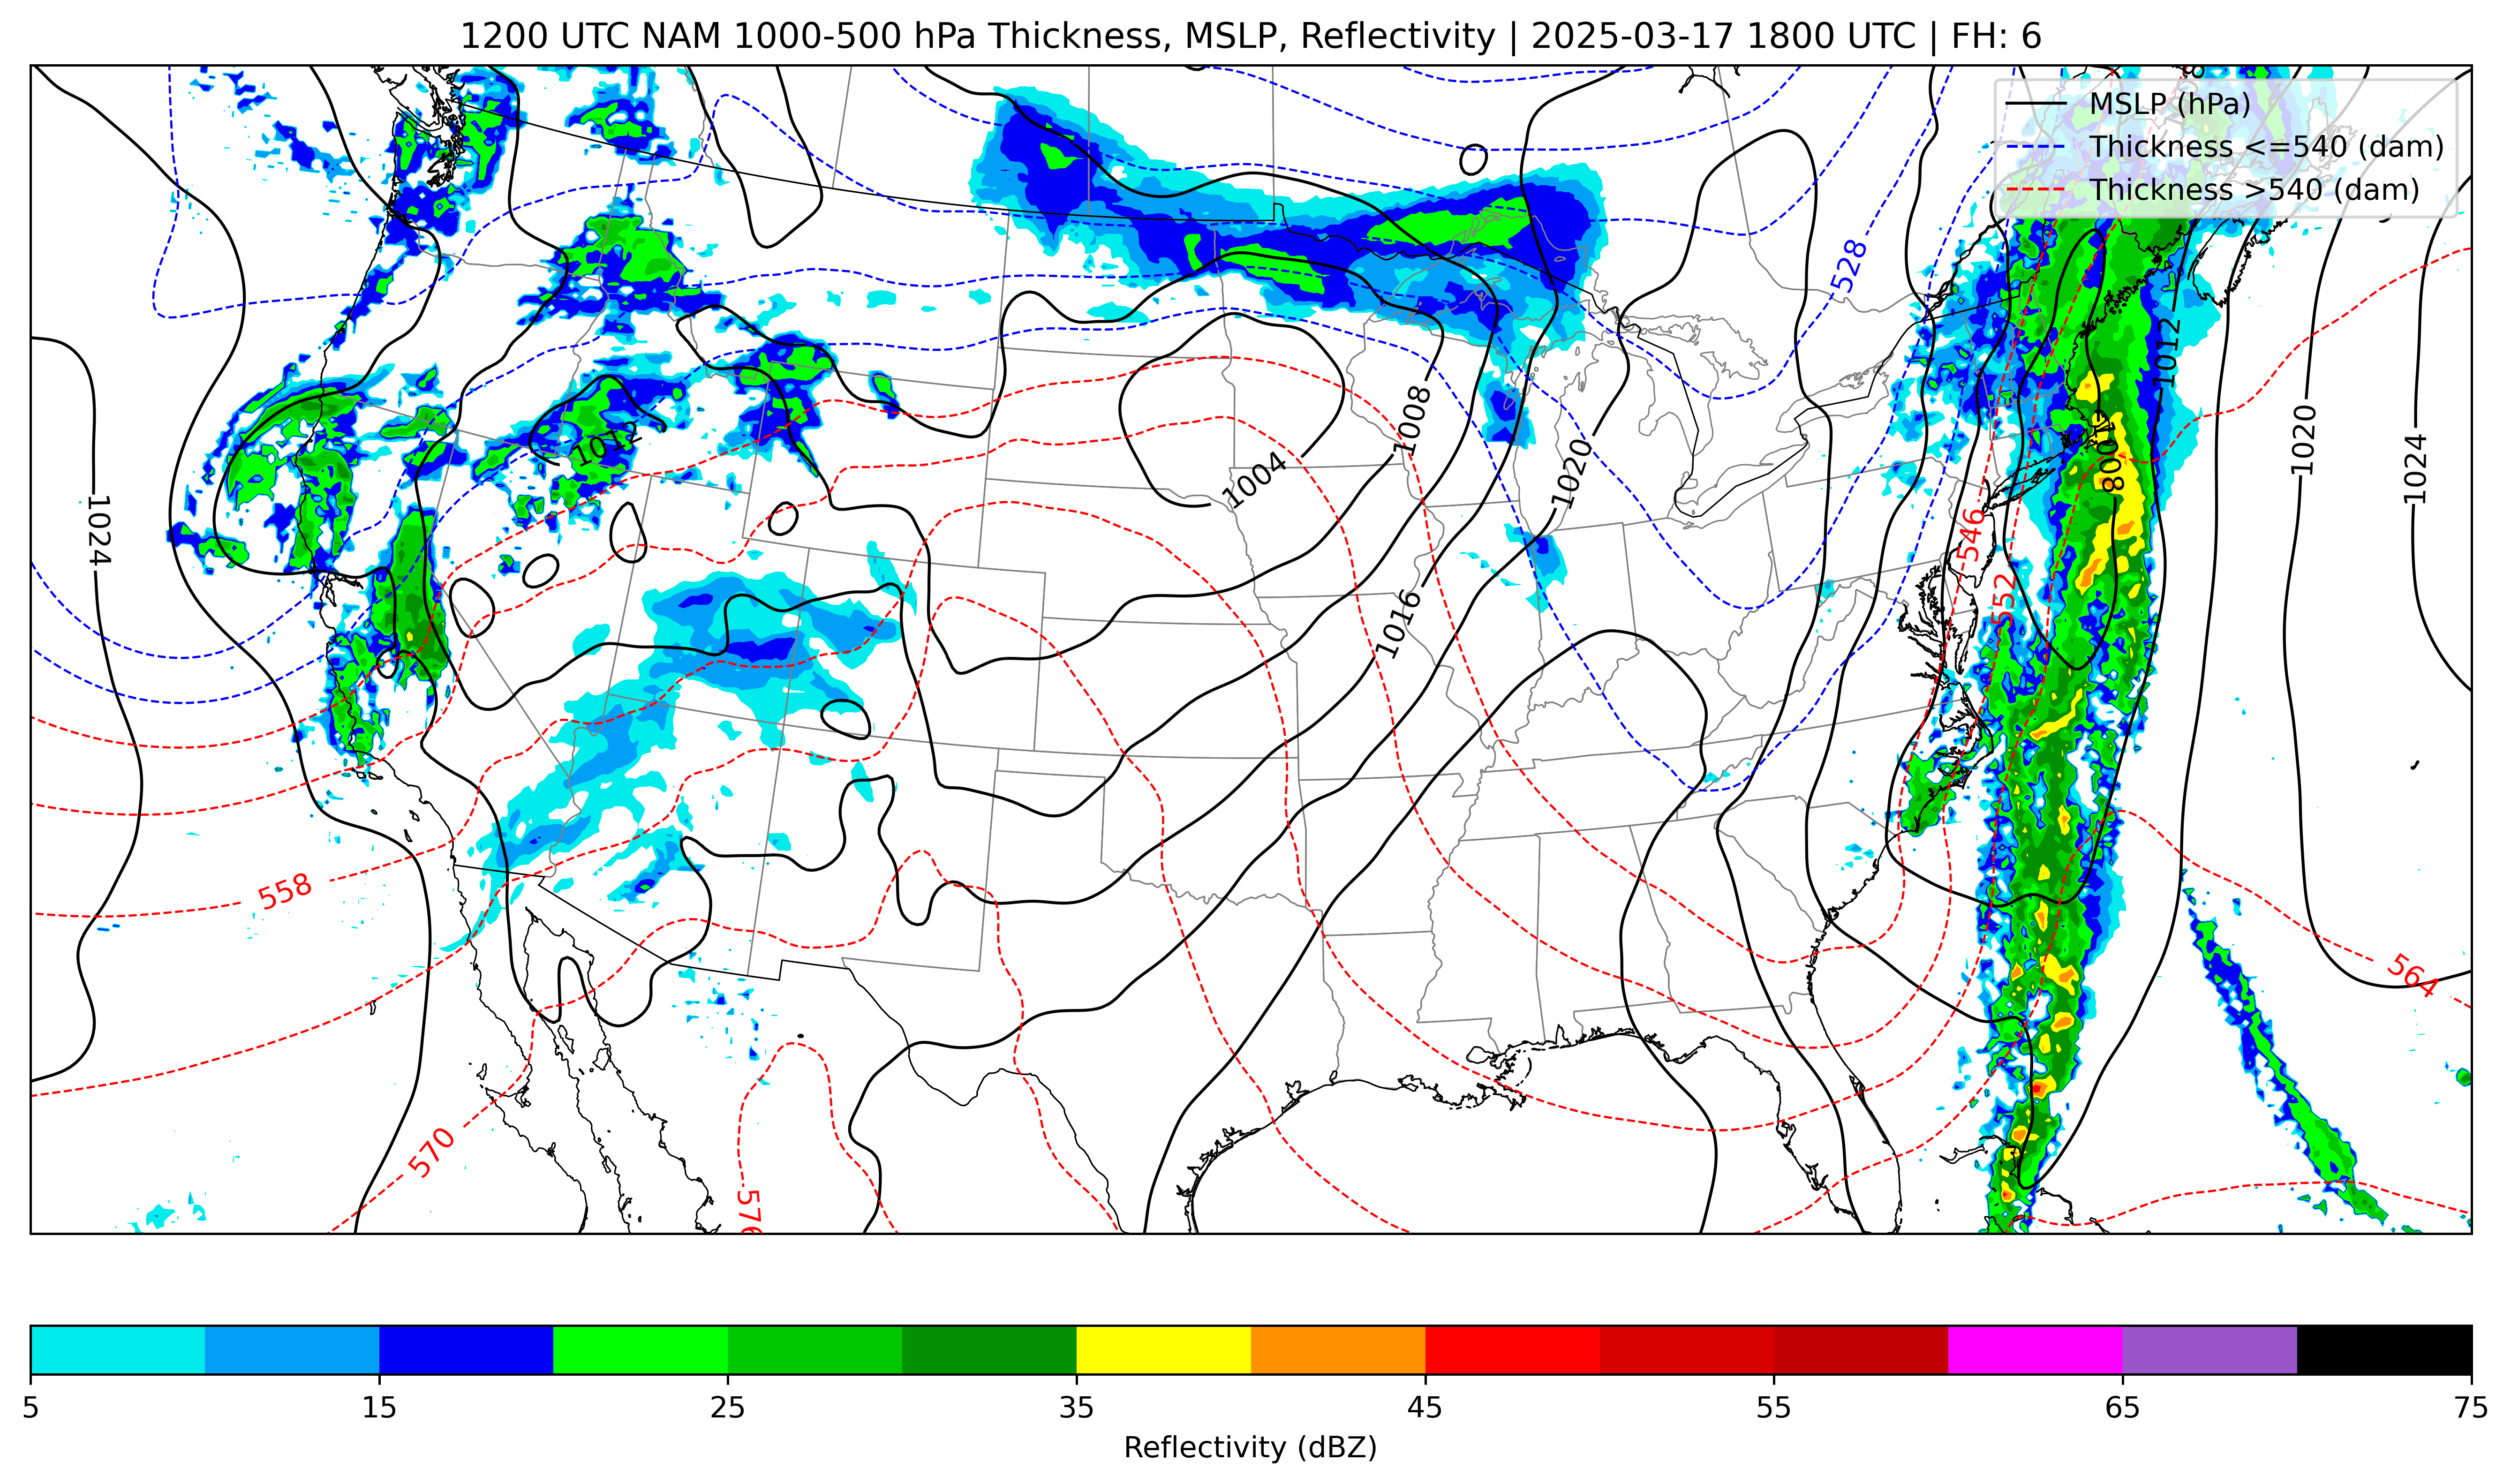 1200 UTC NAM 1000-500 hPa Thickness, MSLP, Reflectivity | 2025-03-17 1800 UTC | FH: 6
MSLP (hPa)
Thickness <=540 (dam)
Thickness >540 (dam)
528
1012
1008
1020
1024
1012
1004
1008
1020
1024
546
552
1016
558
564
570
576
5 15 25 35 45 55 65 75
Reflectivity (dBZ)